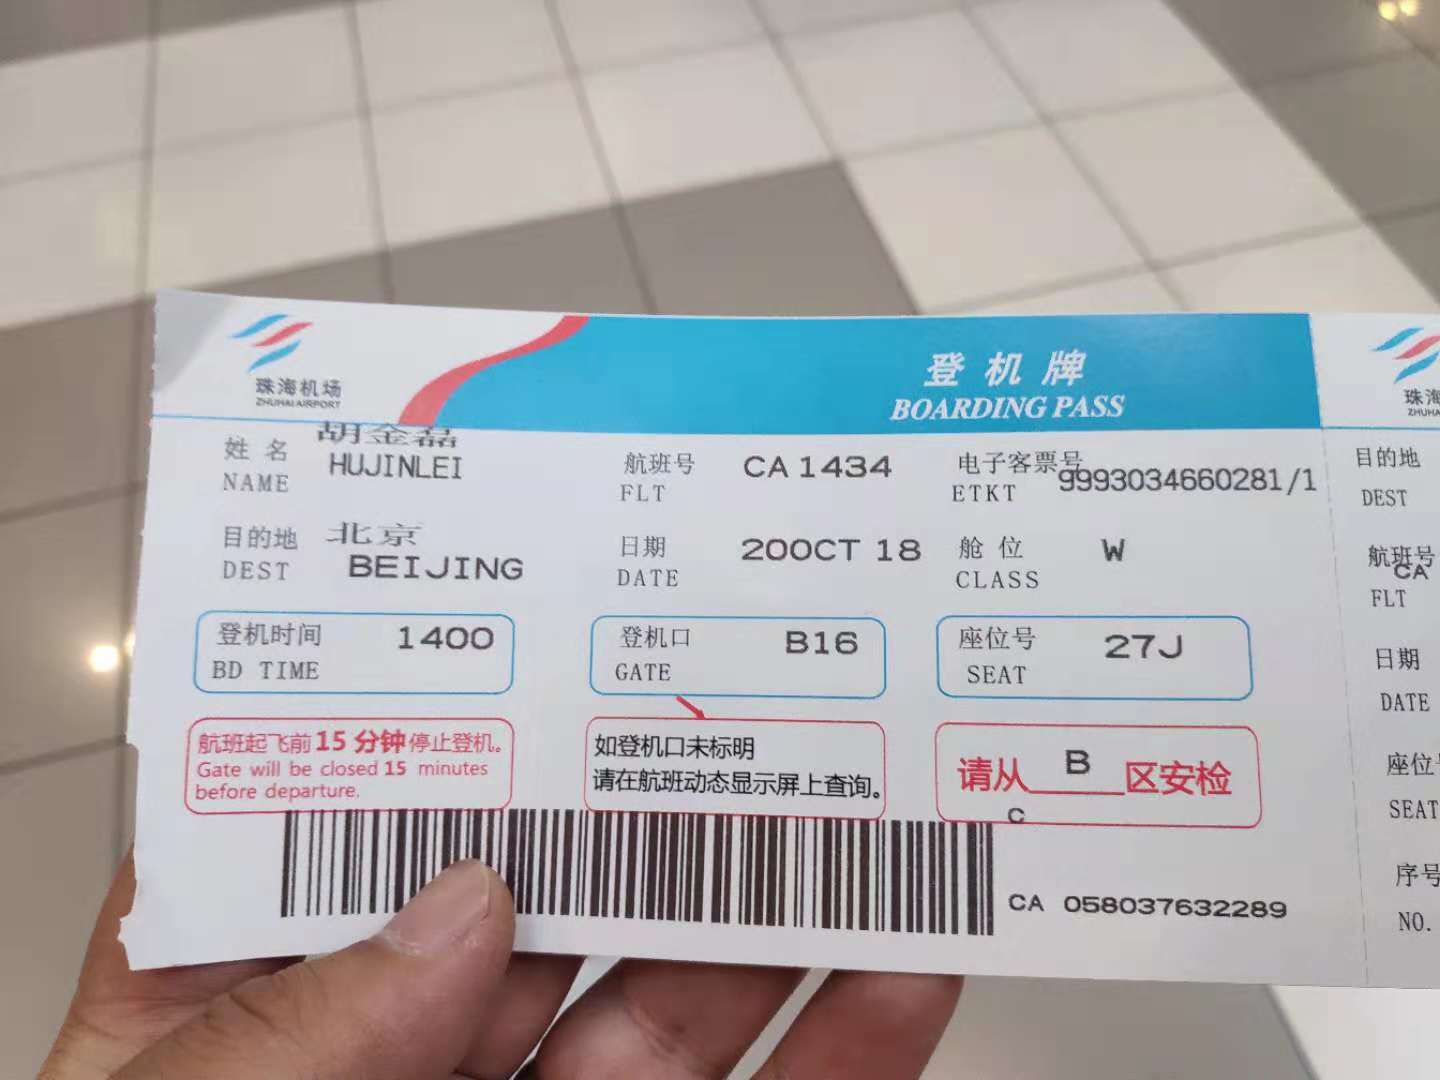 珠海机场
ZHUHAI AIRPORT
登机牌
BOARDING PASS
姓名 胡金磊
NAME HUJINLEI
航班号 CA 1434
FLT
电子客票号 9993034660281/1
ETKT
目的地 北京
DEST BEIJING
日期 20OCT 18
DATE
舱位 W
CLASS
登机时间 1400
BD TIME
登机口 B16
GATE
座位号 27J
SEAT
航班起飞前15分钟停止登机。
Gate will be closed 15 minutes
before departure.
如登机口未标明
请在航班动态显示屏上查询。
请从 B 区安检
C
CA 058037632289
珠海
ZHUHA
目的地
DEST
航班号
CA
FLT
日期
DATE
座位号
SEAT
序号
NO.